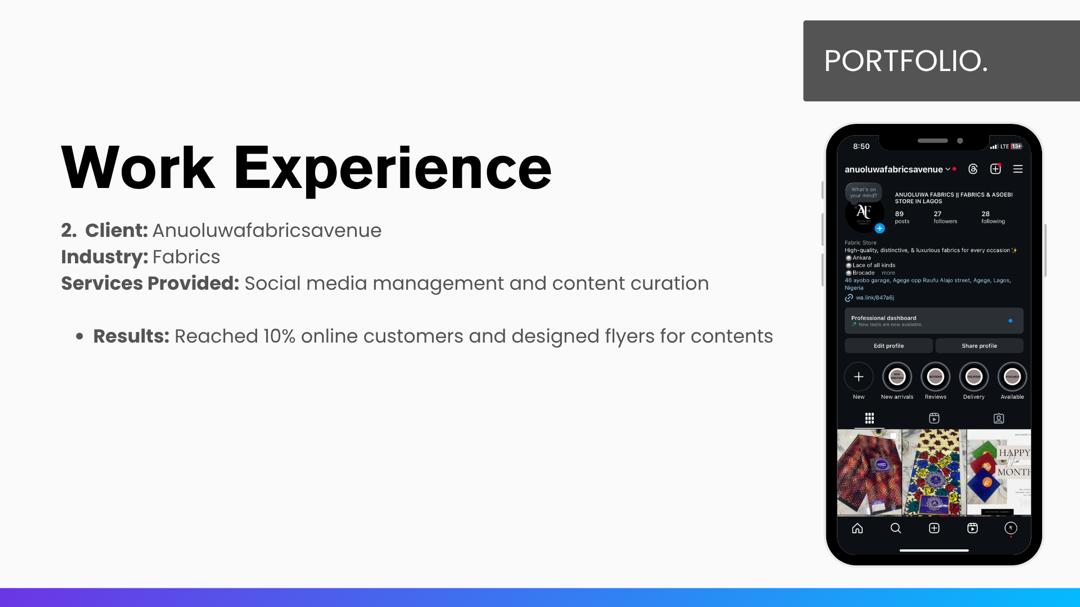 PORTFOLIO.
Work Experience
2. Client: Anuoluwafabricsavenue
Industry: Fabrics
Services Provided: Social media management and content curation
• Results: Reached 10% online customers and designed flyers for contents
8:50
LTE
anuoluwafabricsavenue
What's on
your mind?
AF
ANUOLUWA FABRICS || FABRICS & ASOEBI
STORE IN LAGOS
89 27 28
posts followers following
Fabric Store
High-quality, distinctive, & luxurious fabrics for every occasion✨
Ankara
Lace of all kinds
Brocade more
46 ayobo garage, Agege opp Raufu Alajo street, Agege, Lagos,
Nigeria
wa.link/847a6j
Professional dashboard
New tools are now available.
Edit profile Share profile
New New arrivals Reviews Delivery Available
HAPPY
MONTH